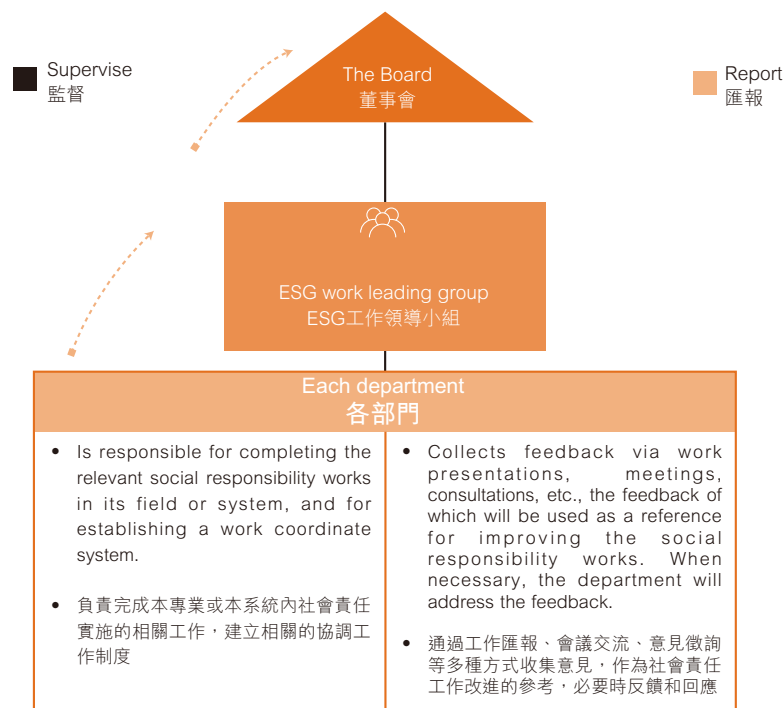 Supervise
監督
Report
匯報
The Board
董事會
ESG work leading group
ESG工作領導小組
Each department
各部門
• Is responsible for completing the
relevant social responsibility works
in its field or system, and for
establishing a work coordinate
system.
• 負責完成本專業或本系統內社會責任
實施的相關工作，建立相關的協調工
作制度
• Collects feedback via work
presentations, meetings,
consultations, etc., the feedback of
which will be used as a reference
for improving the social
responsibility works. When
necessary, the department will
address the feedback.
• 通過工作匯報、會議交流、意見徵詢
等多種方式收集意見，作為社會責任
工作改進的參考，必要時反饋和回應